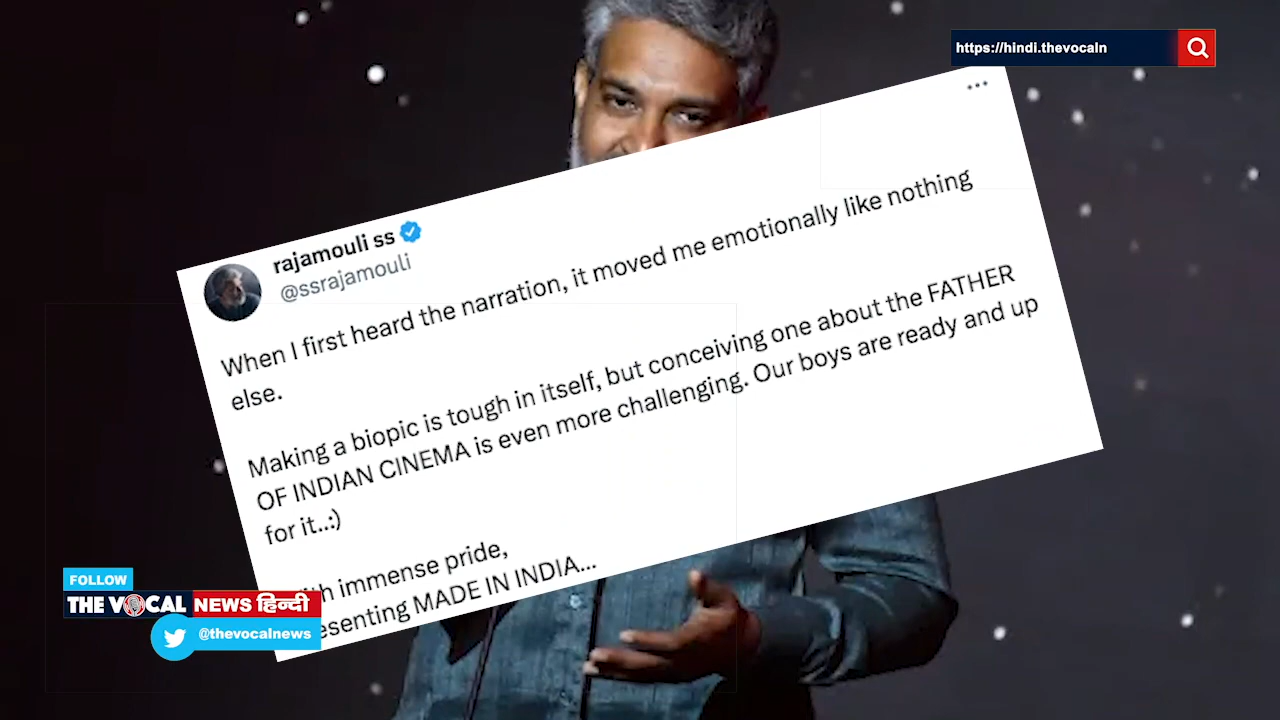 https://hindi.thevocaln
rajamouli ss
@ssrajamouli
When I first heard the narration, it moved me emotionally like nothing
else.
Making a biopic is tough in itself, but conceiving one about the FATHER
OF INDIAN CINEMA is even more challenging. Our boys are ready and up
for it..:)
immense pride,
MADE IN INDIA...
FOLLOW
THE VOCAL NEWS हिन्दी
@thevocalnews